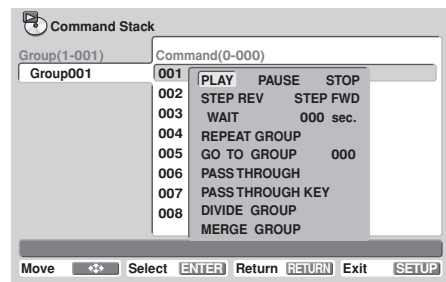 Command Stack
Group(1-001) Command(0-000)
Group001
001
002
003
004
005
006
007
008
PLAY PAUSE STOP
STEP REV STEP FWD
WAIT 000 sec.
REPEAT GROUP
GO TO GROUP 000
PASS THROUGH
PASS THROUGH KEY
DIVIDE GROUP
MERGE GROUP
Move Select ENTER Return RETURN Exit SETUP